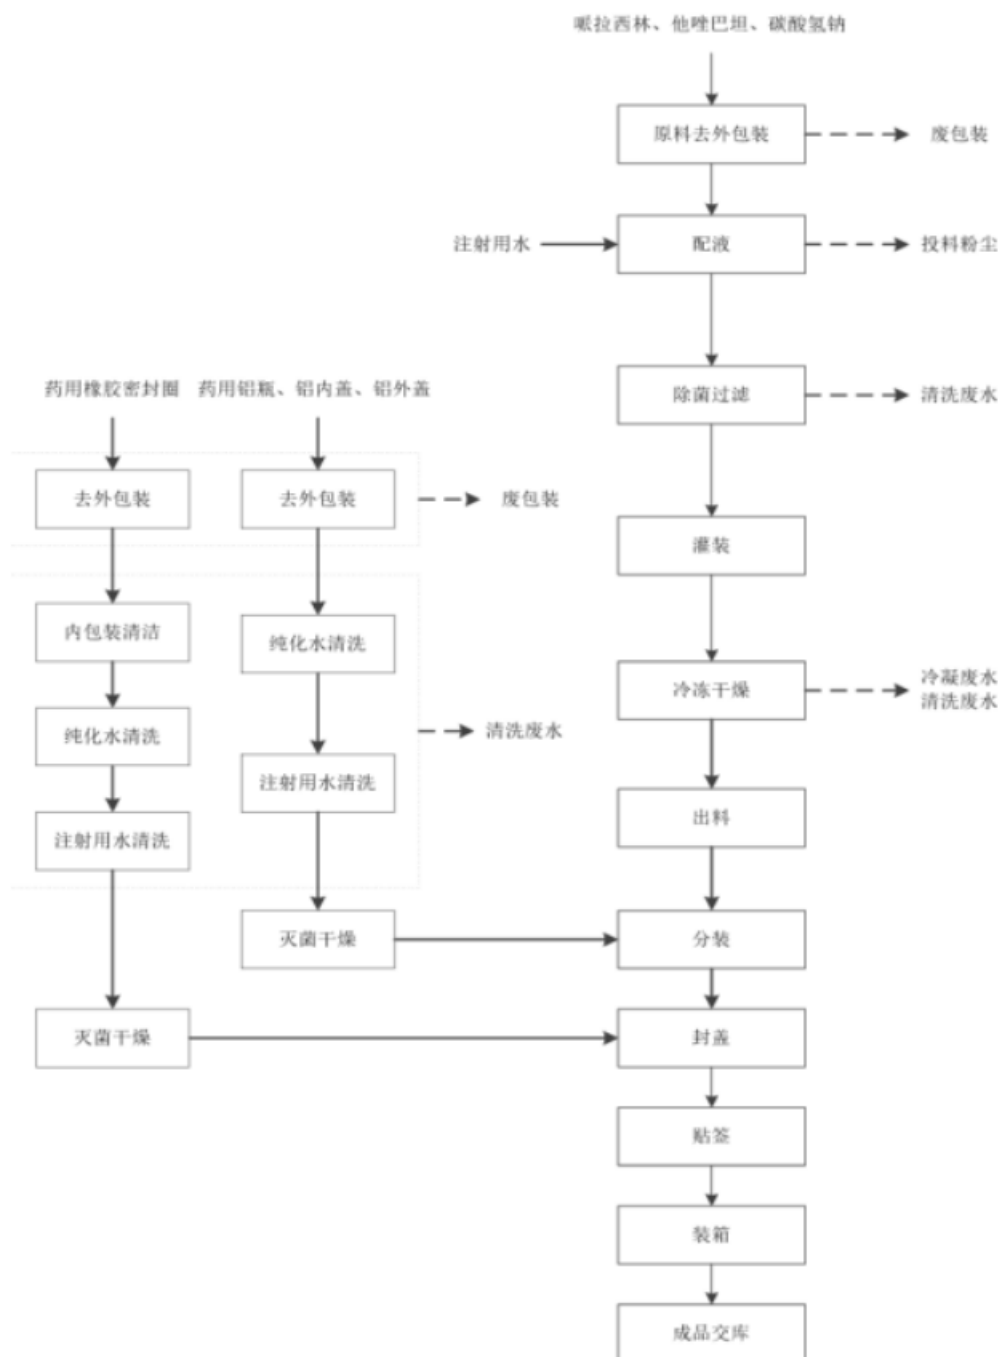 哌拉西林、他唑巴坦、碳酸氢钠
原料去外包装
废包装
注射用水
配液
投料粉尘
药用橡胶密封圈
药用铝瓶、铝内盖、铝外盖
除菌过滤
清洗废水
去外包装
去外包装
废包装
灌装
内包装清洁
纯化水清洗
冷冻干燥
冷凝废水
清洗废水
纯化水清洗
清洗废水
注射用水清洗
出料
注射用水清洗
灭菌干燥
分装
灭菌干燥
封盖
贴签
装箱
成品交库